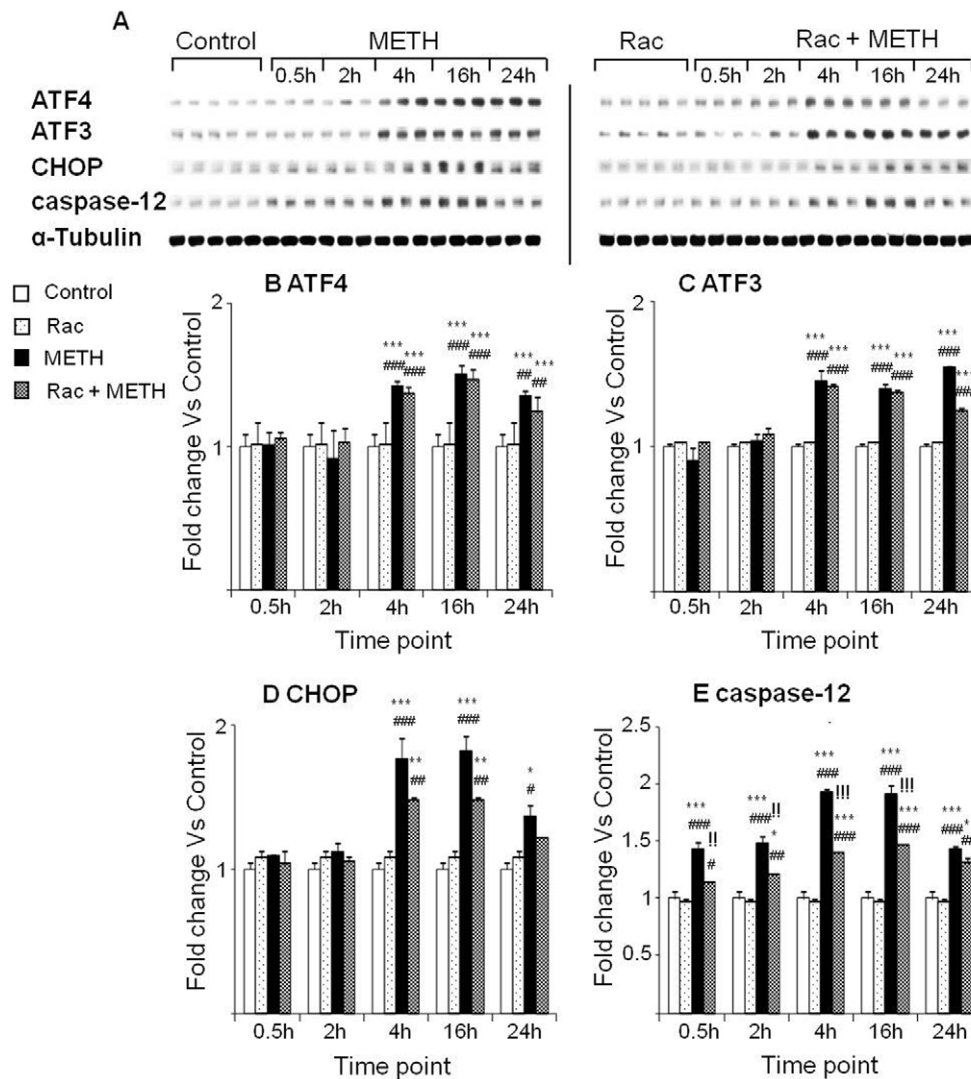 A
Control METH Rac Rac + METH
0.5h 2h 4h 16h 24h 0.5h 2h 4h 16h 24h
ATF4
ATF3
CHOP
caspase-12
α-Tubulin
Control
Rac
METH
Rac + METH
B ATF4
2
1
Fold change Vs Control
*** ***
### ###
*** ***
### ###
*** ***
## ##
0.5h 2h 4h 16h 24h
Time point
C ATF3
2
1
Fold change Vs Control
*** ***
### ###
*** ***
### ###
***
###
0.5h 2h 4h 16h 24h
Time point
D CHOP
2
1
Fold change Vs Control
*** **
### ##
*** **
### ##
*
#
0.5h 2h 4h 16h 24h
Time point
E caspase-12
2.5
2
1.5
1
0.5
Fold change Vs Control
***
### !!
#
***
### !!
*
##
***
### !!!
***
###
***
### !!!
***
###
***
###
0.5h 2h 4h 16h 24h
Time point